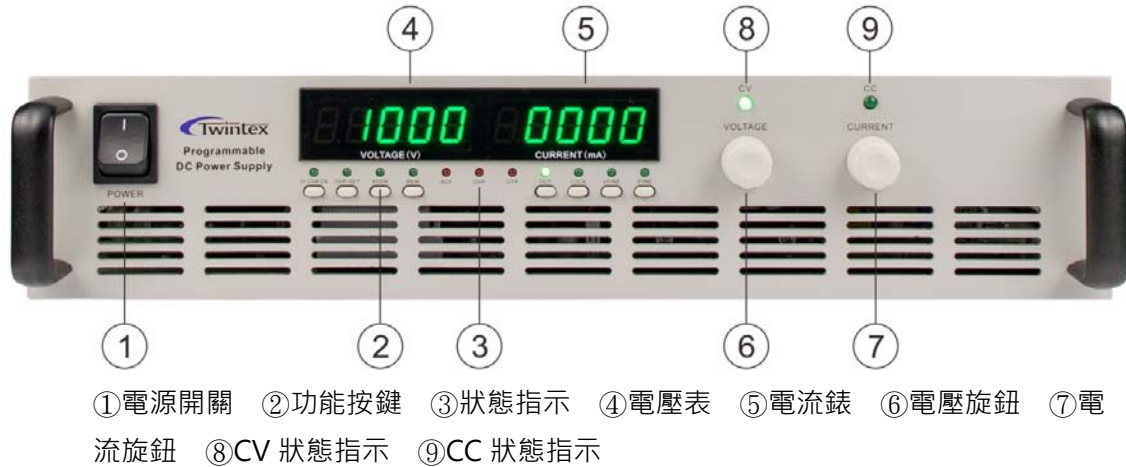 ④ ⑤ ⑧ ⑨
CV CC
Twintex
Programmable
DC Power Supply
POWER
1000 0000
VOLTAGE(V) CURRENT(mA)
VOLTAGE CURRENT
① ② ③ ⑥ ⑦
①電源開關 ②功能按鍵 ③狀態指示 ④電壓表 ⑤電流錶 ⑥電壓旋鈕 ⑦電
流旋鈕 ⑧CV 狀態指示 ⑨CC 狀態指示